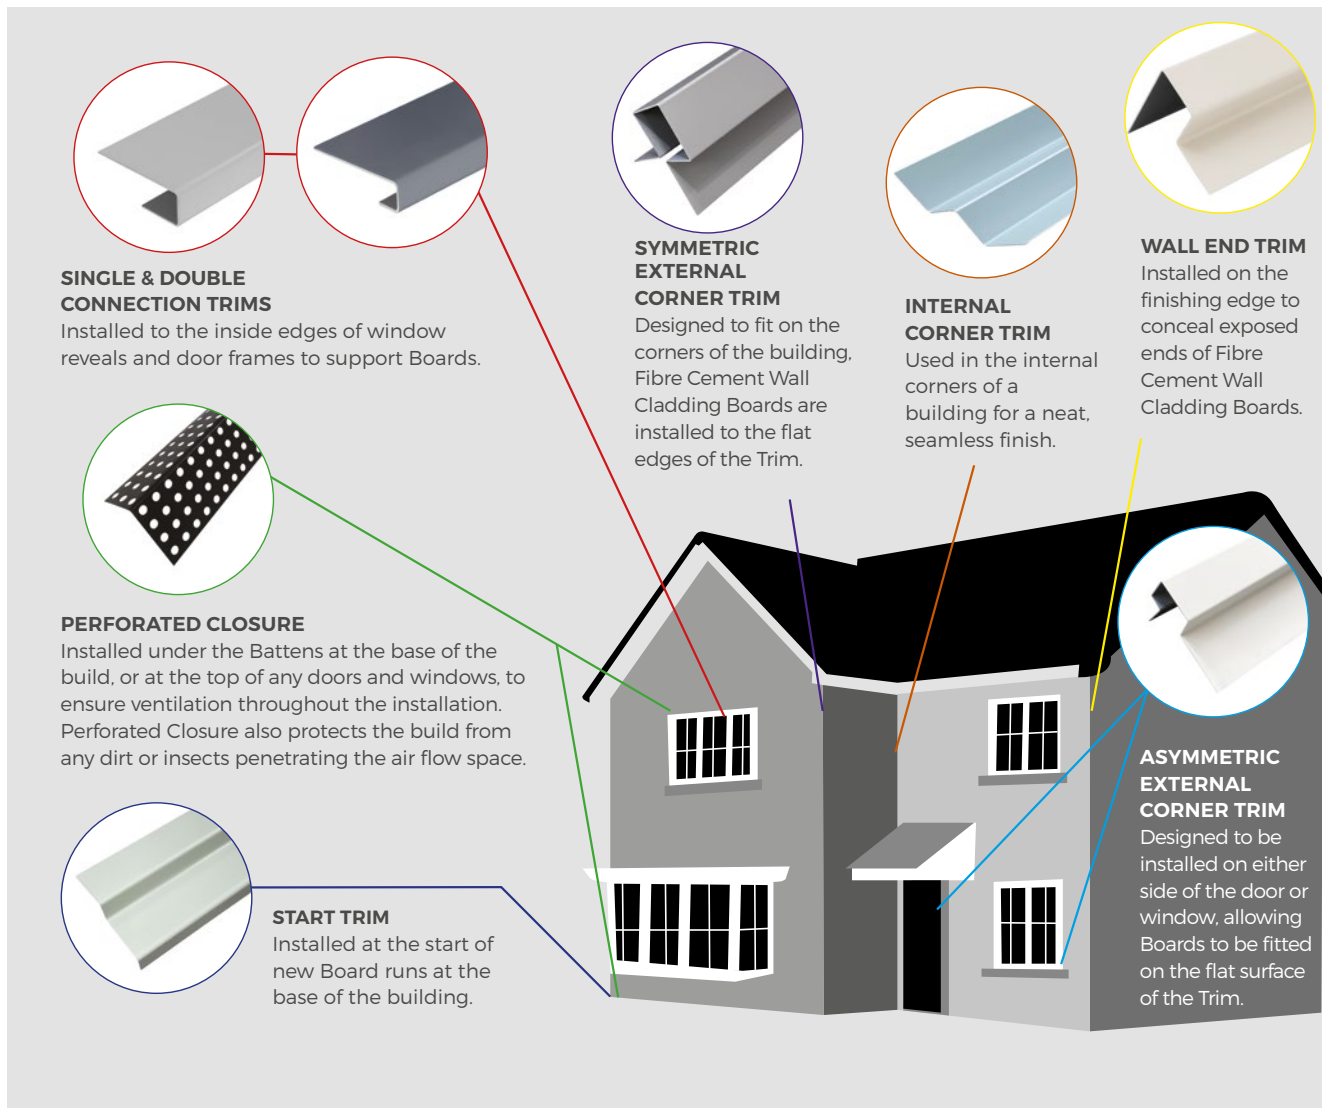 SINGLE & DOUBLE
CONNECTION TRIMS
Installed to the inside edges of window
reveals and door frames to support Boards.
SYMMETRIC
EXTERNAL
CORNER TRIM
Designed to fit on the
corners of the building,
Fibre Cement Wall
Cladding Boards are
installed to the flat
edges of the Trim.
INTERNAL
CORNER TRIM
Used in the internal
corners of a
building for a neat,
seamless finish.
WALL END TRIM
Installed on the
finishing edge to
conceal exposed
ends of Fibre
Cement Wall
Cladding Boards.
PERFORATED CLOSURE
Installed under the Battens at the base of the
build, or at the top of any doors and windows, to
ensure ventilation throughout the installation.
Perforated Closure also protects the build from
any dirt or insects penetrating the air flow space.
ASYMMETRIC
EXTERNAL
CORNER TRIM
Designed to be
installed on either
side of the door or
window, allowing
Boards to be fitted
on the flat surface
of the Trim.
START TRIM
Installed at the start of
new Board runs at the
base of the building.